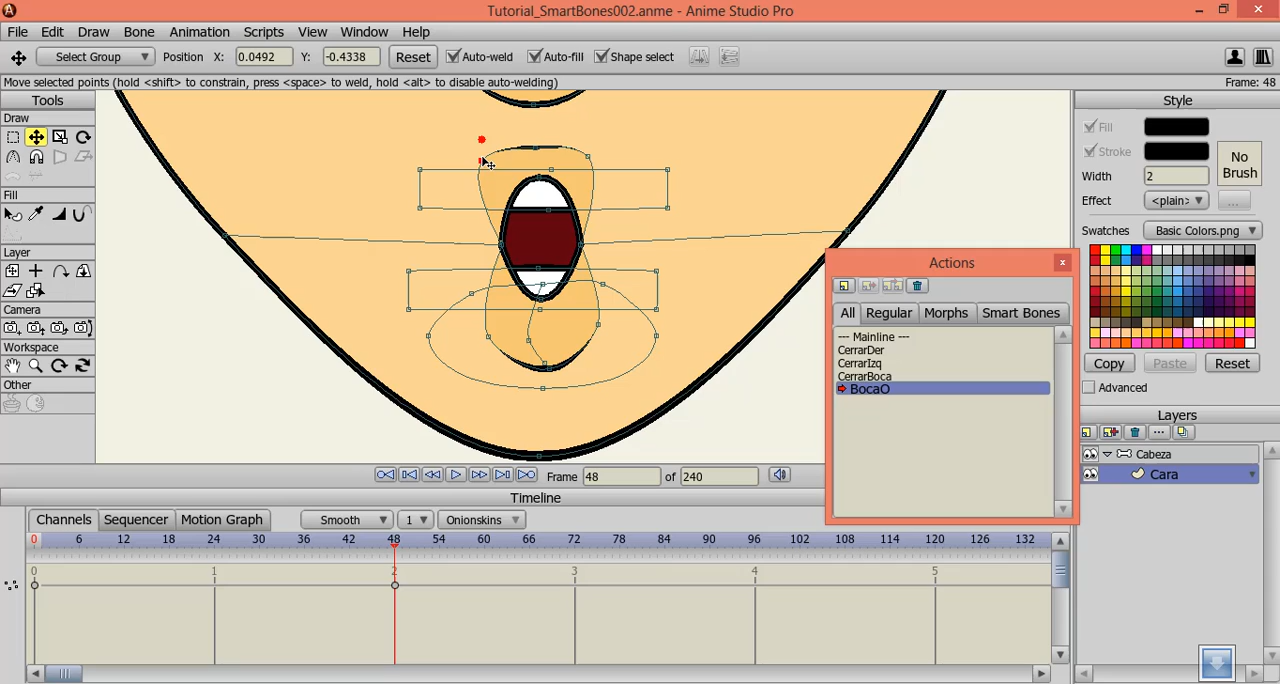 Tutorial_SmartBones002.anme - Anime Studio Pro
File Edit Draw Bone Animation Scripts View Window Help
Select Group Position X: 0.0492 Y: -0.4338 Reset Auto-weld Auto-fill Shape select
Move selected points (hold <shift> to constrain, press <space> to weld, hold <alt> to disable auto-welding) Frame: 48
Tools
Draw
Fill
Layer
Camera
Workspace
Other
Style
Fill
Stroke
No Brush
Width 2
Effect <plain> ...
Swatches Basic Colors.png
Copy Paste Reset
Advanced
Actions x
All Regular Morphs Smart Bones
--- Mainline ---
CerrarDer
CerrarIzq
CerrarBoca
BocaO
Layers
Cabeza
Cara
Frame 48 of 240
Timeline
Channels Sequencer Motion Graph Smooth 1 Onionskins
0 6 12 18 24 30 36 42 48 54 60 66 72 78 84 90 96 102 108 114 120 126 132
0 1 2 3 4 5